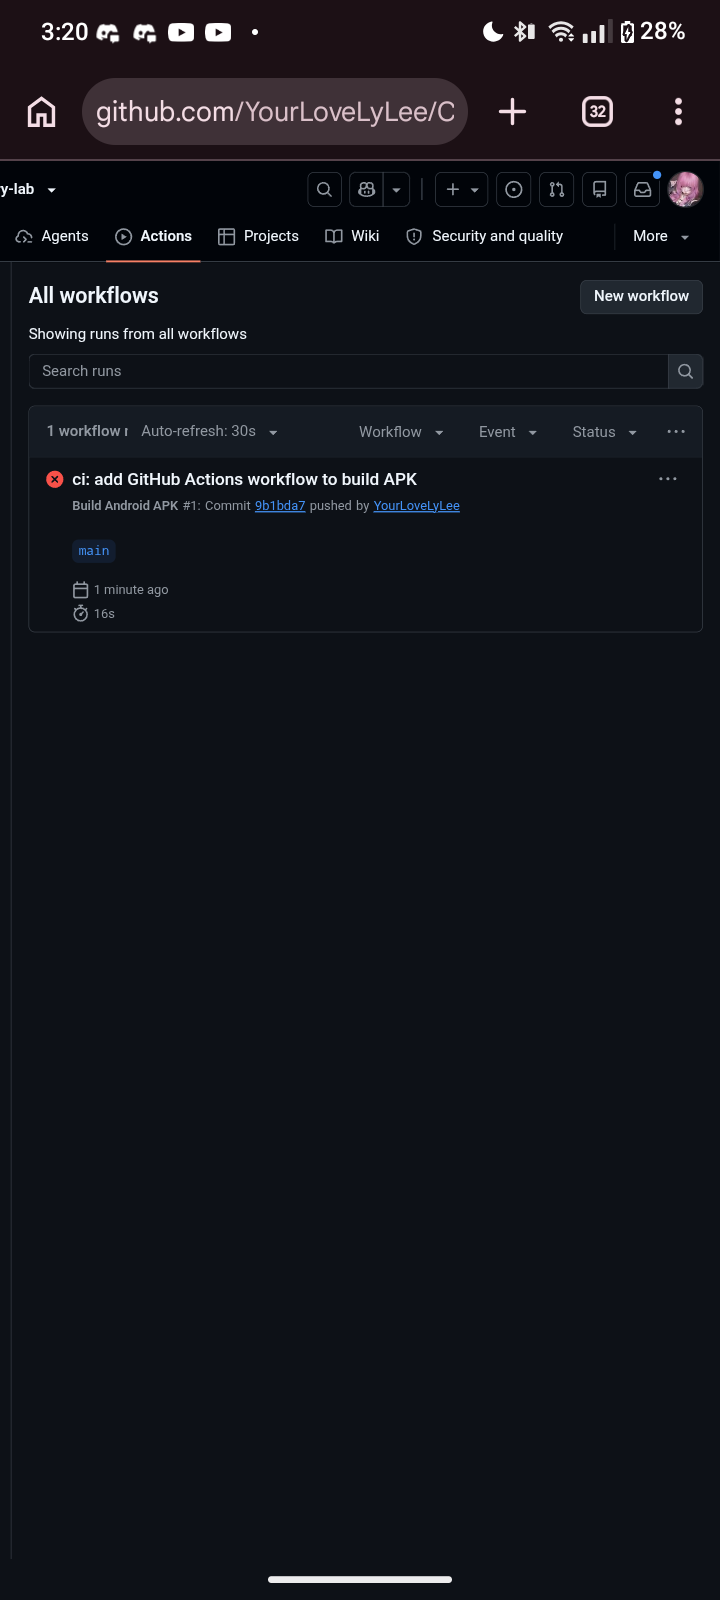 3:20
28%
github.com/YourLoveLyLee/C
32
y-lab
Agents
Actions
Projects
Wiki
Security and quality
More
All workflows
New workflow
Showing runs from all workflows
Search runs
1 workflow r
Auto-refresh: 30s
Workflow
Event
Status
ci: add GitHub Actions workflow to build APK
Build Android APK #1: Commit 9b1bda7 pushed by YourLoveLyLee
main
1 minute ago
16s